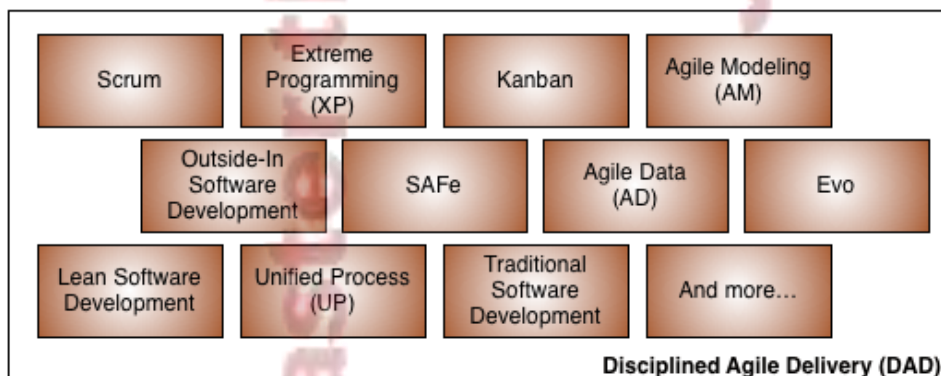 Scrum
Extreme
Programming
(XP)
Kanban
Agile Modeling
(AM)
Outside-In
Software
Development
SAFe
Agile Data
(AD)
Evo
Lean Software
Development
Unified Process
(UP)
Traditional
Software
Development
And more…
Disciplined Agile Delivery (DAD)